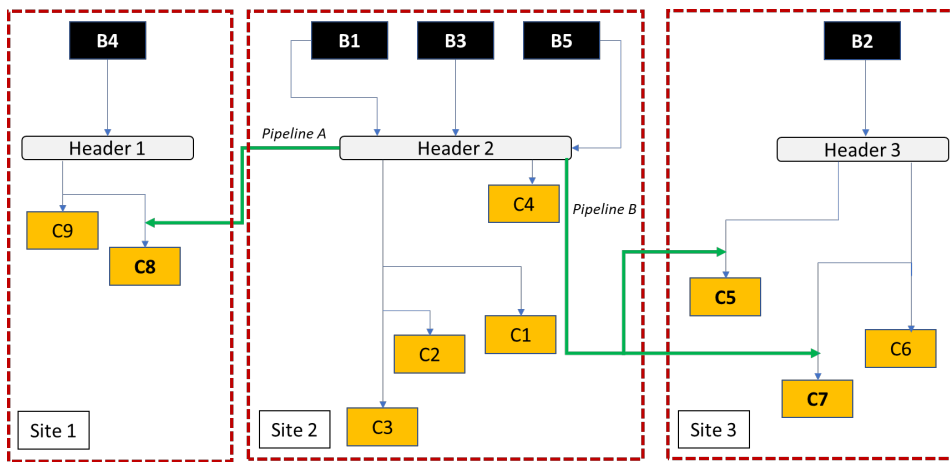 B4
B1
B3
B5
B2
Pipeline A
Header 1
Header 2
Header 3
C4
Pipeline B
C9
C8
C5
C1
C2
C6
C7
C3
Site 1
Site 2
Site 3